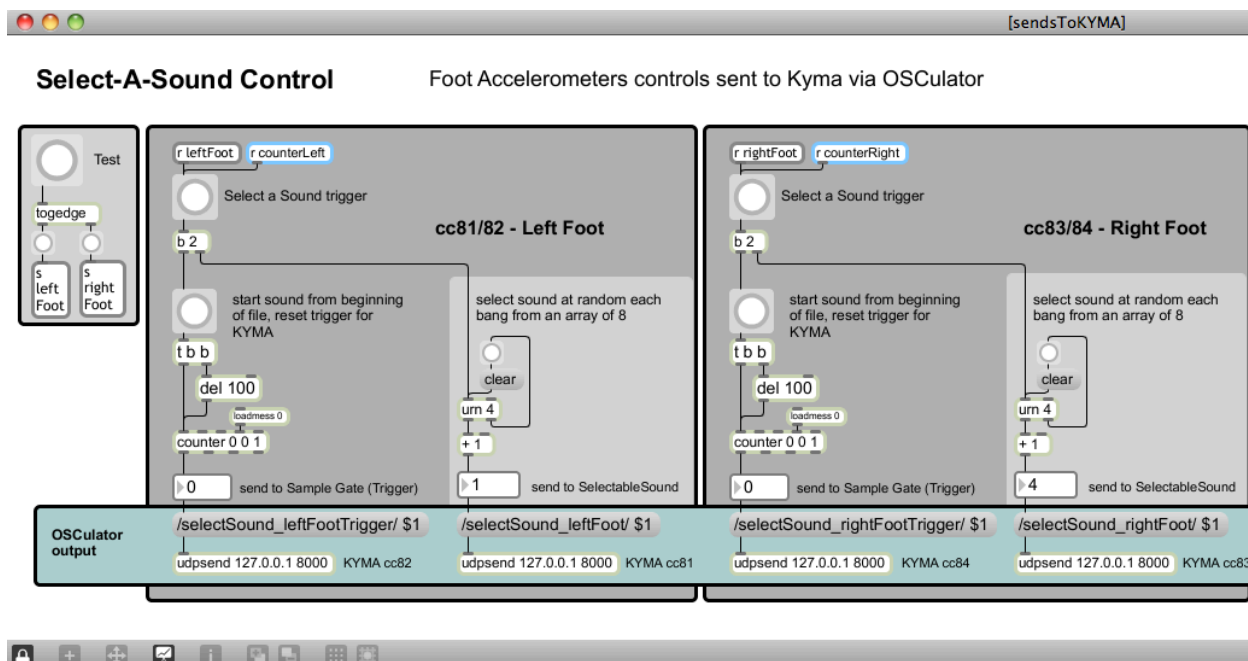 [sendsToKYMA]
Select-A-Sound Control
Foot Accelerometers controls sent to Kyma via OSCulator
Test
togedge
s
left
Foot
s
right
Foot
r leftFoot
r counterLeft
Select a Sound trigger
cc81/82 - Left Foot
b 2
start sound from beginning
of file, reset trigger for
KYMA
select sound at random each
bang from an array of 8
t b b
del 100
clear
loadmess 0
urn 4
counter 0 0 1
+ 1
0
send to Sample Gate (Trigger)
1
send to SelectableSound
r rightFoot
r counterRight
Select a Sound trigger
cc83/84 - Right Foot
b 2
start sound from beginning
of file, reset trigger for
KYMA
select sound at random each
bang from an array of 8
t b b
del 100
clear
loadmess 0
urn 4
counter 0 0 1
+ 1
0
send to Sample Gate (Trigger)
4
send to SelectableSound
OSCulator
output
/selectSound_leftFootTrigger/ $1
/selectSound_leftFoot/ $1
/selectSound_rightFootTrigger/ $1
/selectSound_rightFoot/ $1
udpsend 127.0.0.1 8000
KYMA cc82
udpsend 127.0.0.1 8000
KYMA cc81
udpsend 127.0.0.1 8000
KYMA cc84
udpsend 127.0.0.1 8000
KYMA cc83